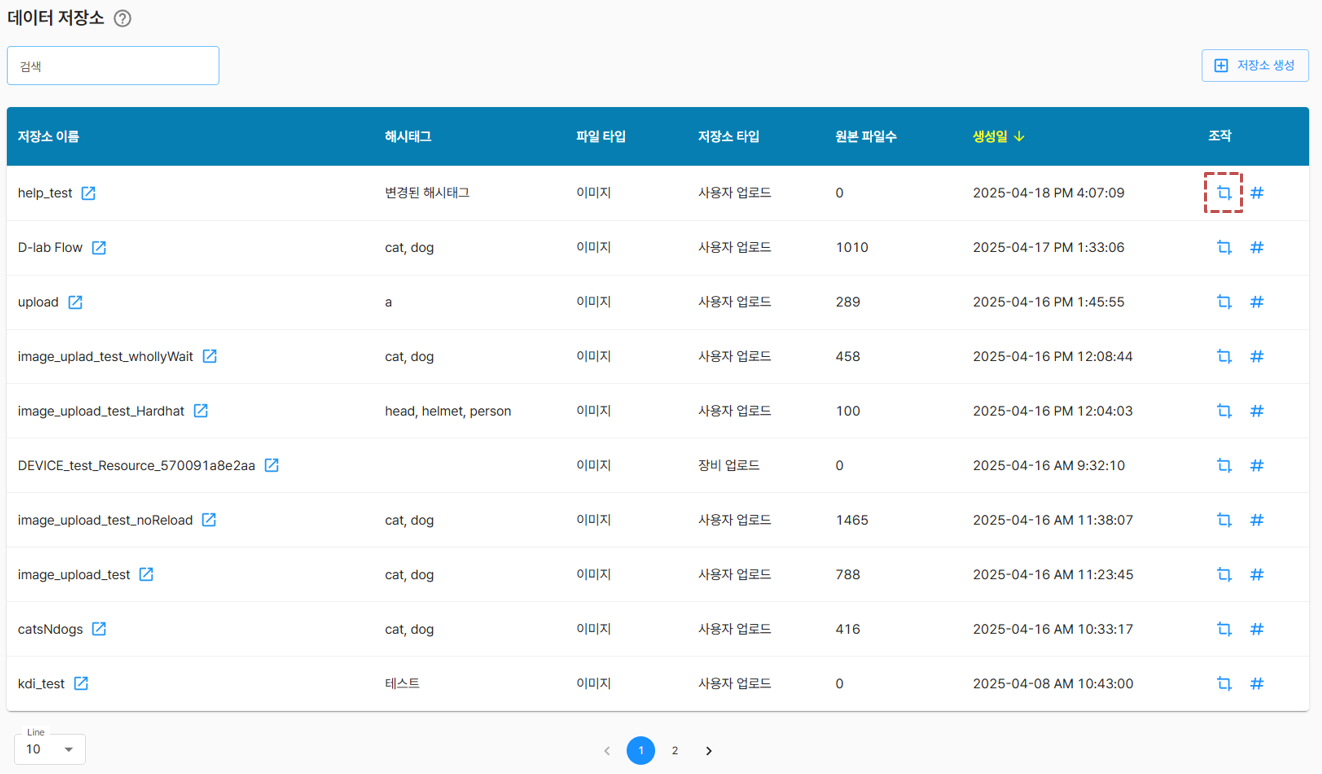 데이터 저장소
검색
저장소 생성
저장소 이름 해시태그 파일 타입 저장소 타입 원본 파일수 생성일 조작
help_test 변경된 해시태그 이미지 사용자 업로드 0 2025-04-18 PM 4:07:09
D-lab Flow cat, dog 이미지 사용자 업로드 1010 2025-04-17 PM 1:33:06
upload a 이미지 사용자 업로드 289 2025-04-16 PM 1:45:55
image_uplad_test_whollyWait cat, dog 이미지 사용자 업로드 458 2025-04-16 PM 12:08:44
image_upload_test_Hardhat head, helmet, person 이미지 사용자 업로드 100 2025-04-16 PM 12:04:03
DEVICE_test_Resource_570091a8e2aa 이미지 장비 업로드 0 2025-04-16 AM 9:32:10
image_upload_test_noReload cat, dog 이미지 사용자 업로드 1465 2025-04-16 AM 11:38:07
image_upload_test cat, dog 이미지 사용자 업로드 788 2025-04-16 AM 11:23:45
catsNdogs cat, dog 이미지 사용자 업로드 416 2025-04-16 AM 10:33:17
kdi_test 테스트 이미지 사용자 업로드 0 2025-04-08 AM 10:43:00
Line
10
1 2